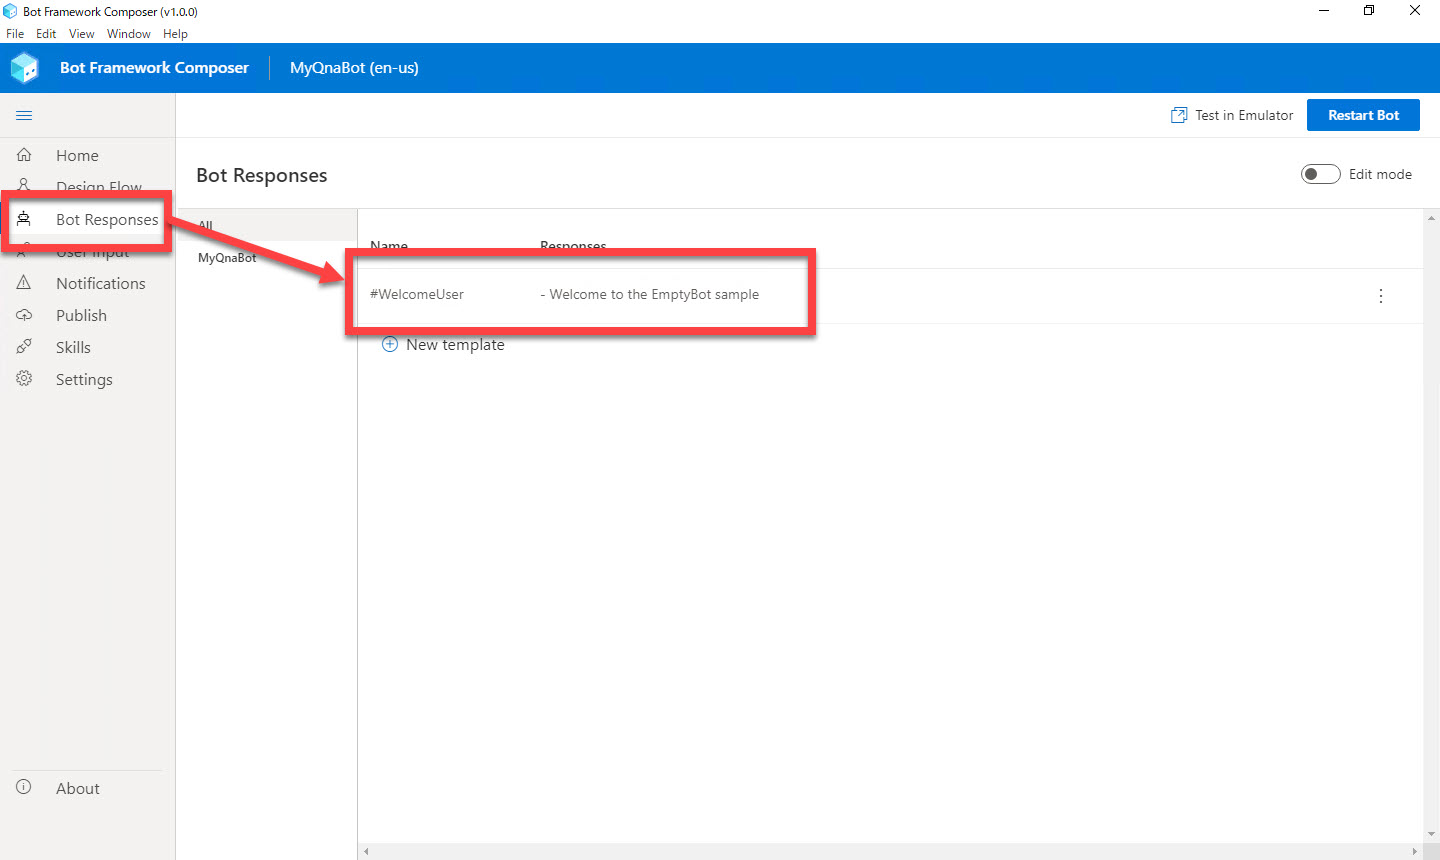 Bot Framework Composer (v1.0.0)
File Edit View Window Help
Bot Framework Composer MyQnaBot (en-us)
Test in Emulator Restart Bot
Home
Design Flow
Bot Responses
User Input
Notifications
Publish
Skills
Settings
About
Bot Responses
Edit mode
All
MyQnaBot
Name Responses
#WelcomeUser - Welcome to the EmptyBot sample
New template